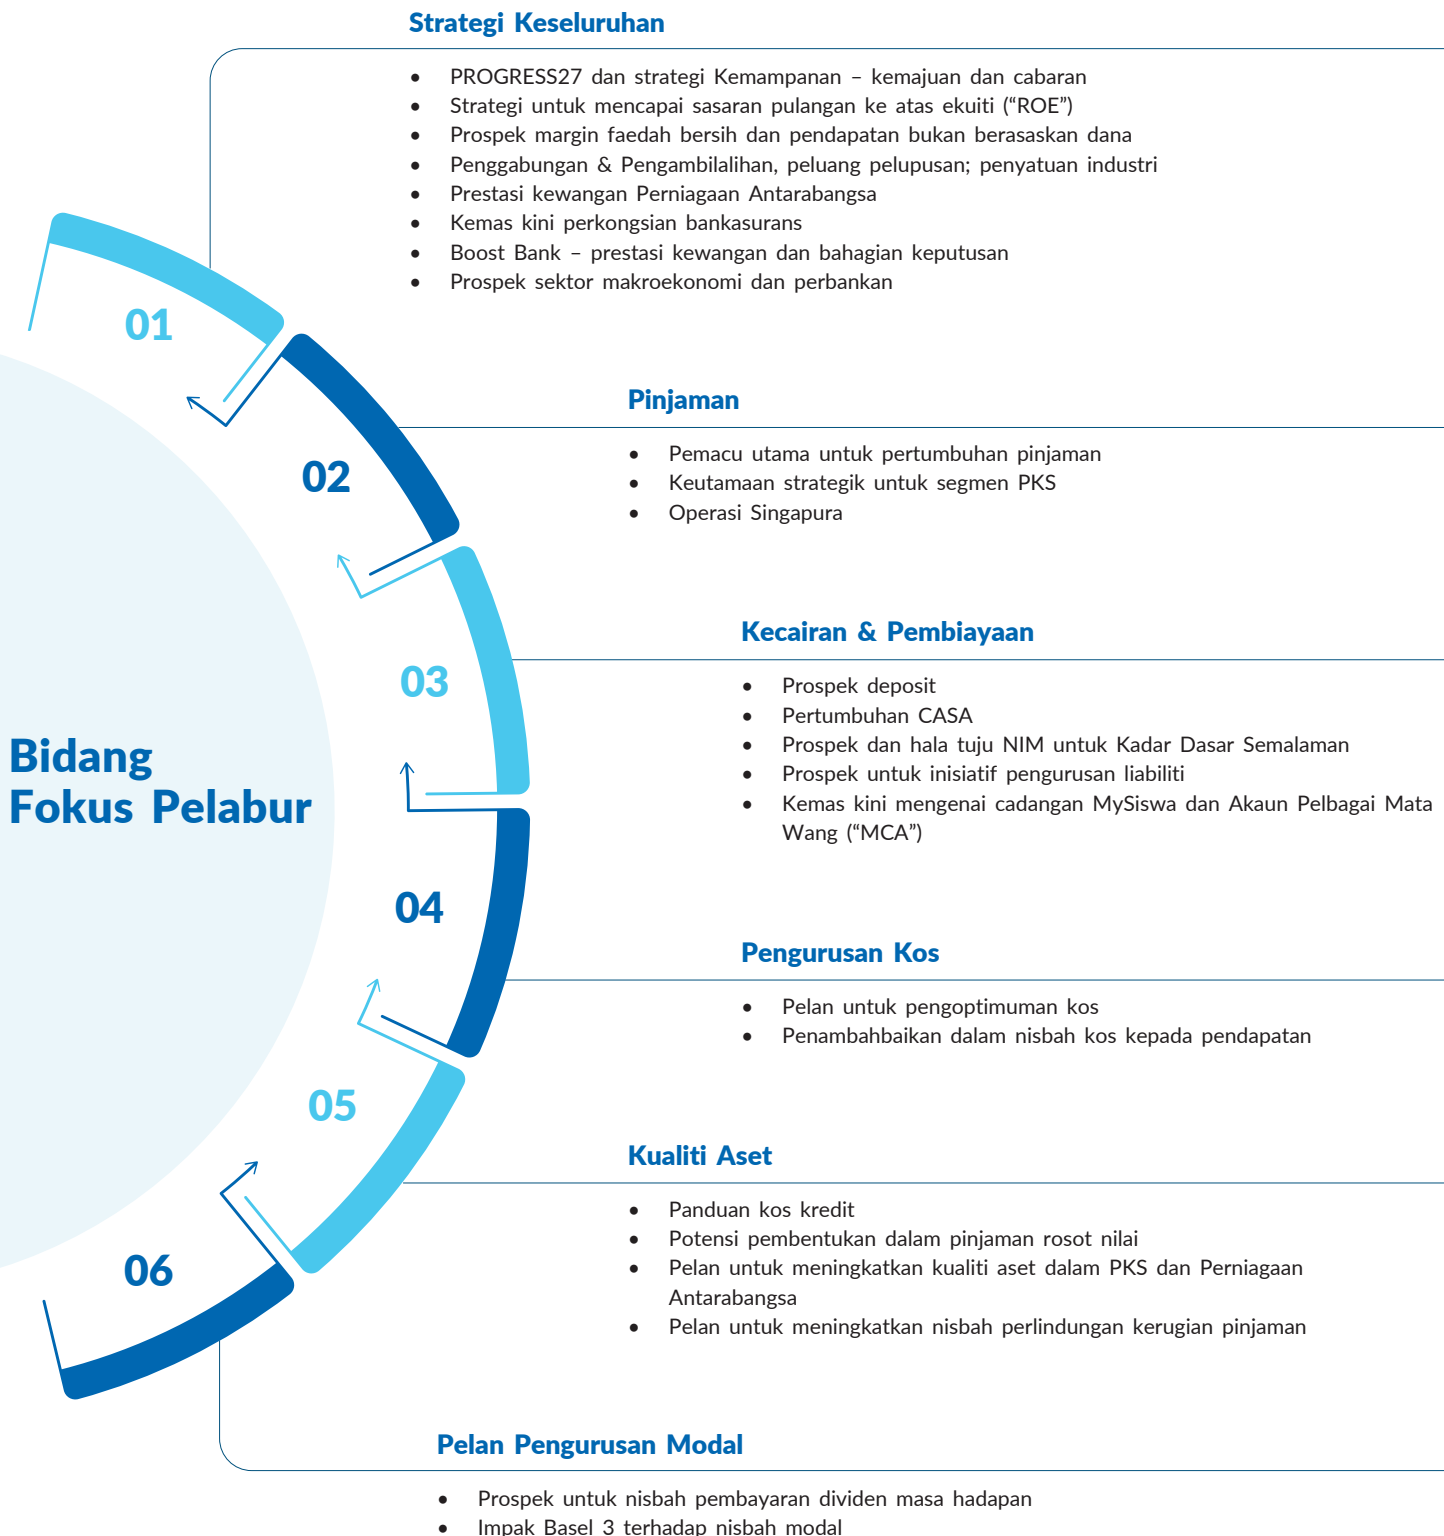 Strategi Keseluruhan
• PROGRESS27 dan strategi Kemampanan – kemajuan dan cabaran
• Strategi untuk mencapai sasaran pulangan ke atas ekuiti (“ROE”)
• Prospek margin faedah bersih dan pendapatan bukan berasaskan dana
• Penggabungan & Pengambilalihan, peluang pelupusan; penyatuan industri
• Prestasi kewangan Perniagaan Antarabangsa
• Kemas kini perkongsian bankasurans
• Boost Bank – prestasi kewangan dan bahagian keputusan
• Prospek sektor makroekonomi dan perbankan
01
Pinjaman
• Pemacu utama untuk pertumbuhan pinjaman
• Keutamaan strategik untuk segmen PKS
• Operasi Singapura
02
Kecairan & Pembiayaan
• Prospek deposit
• Pertumbuhan CASA
• Prospek dan hala tuju NIM untuk Kadar Dasar Semalaman
• Prospek untuk inisiatif pengurusan liabiliti
• Kemas kini mengenai cadangan MySiswa dan Akaun Pelbagai Mata
Wang (“MCA”)
03
Bidang
Fokus Pelabur
04
Pengurusan Kos
• Pelan untuk pengoptimuman kos
• Penambahbaikan dalam nisbah kos kepada pendapatan
05
Kualiti Aset
• Panduan kos kredit
• Potensi pembentukan dalam pinjaman rosot nilai
• Pelan untuk meningkatkan kualiti aset dalam PKS dan Perniagaan
Antarabangsa
• Pelan untuk meningkatkan nisbah perlindungan kerugian pinjaman
06
Pelan Pengurusan Modal
• Prospek untuk nisbah pembayaran dividen masa hadapan
• Impak Basel 3 terhadap nisbah modal